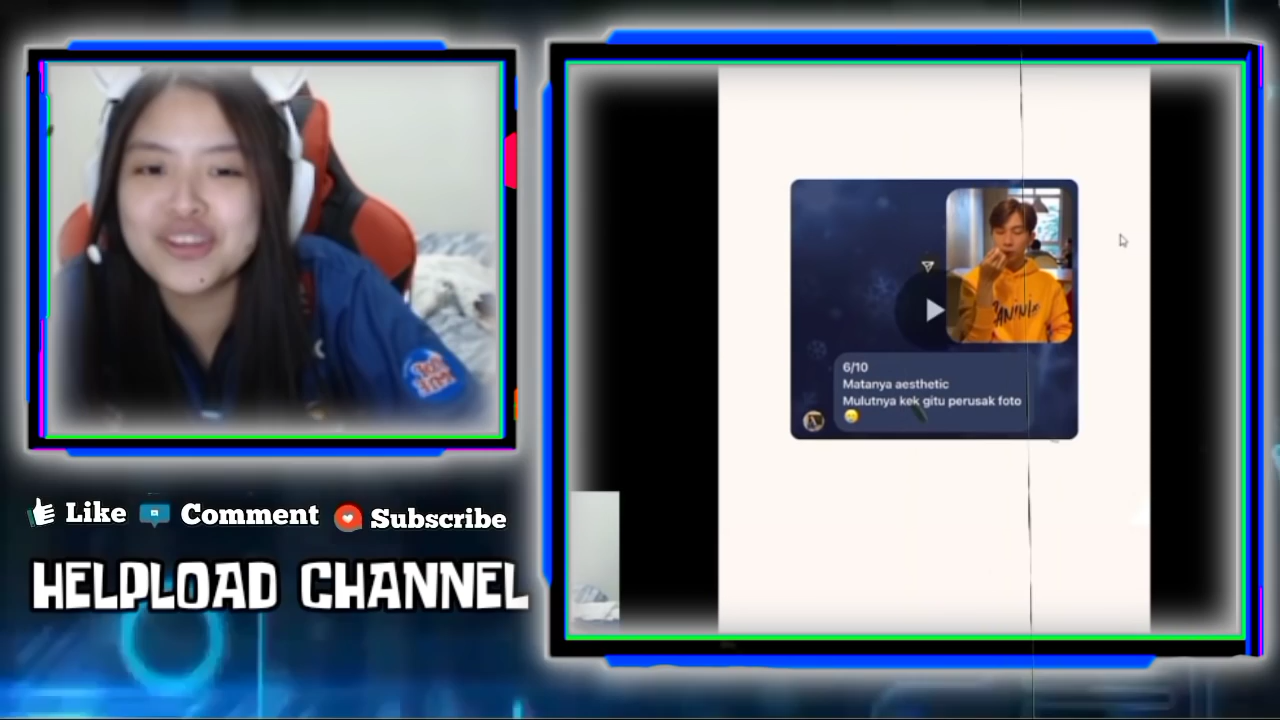 6/10
Matanya aesthetic
Mulutnya kek gitu perusak foto
Like Comment Subscribe
HELPLOAD CHANNEL